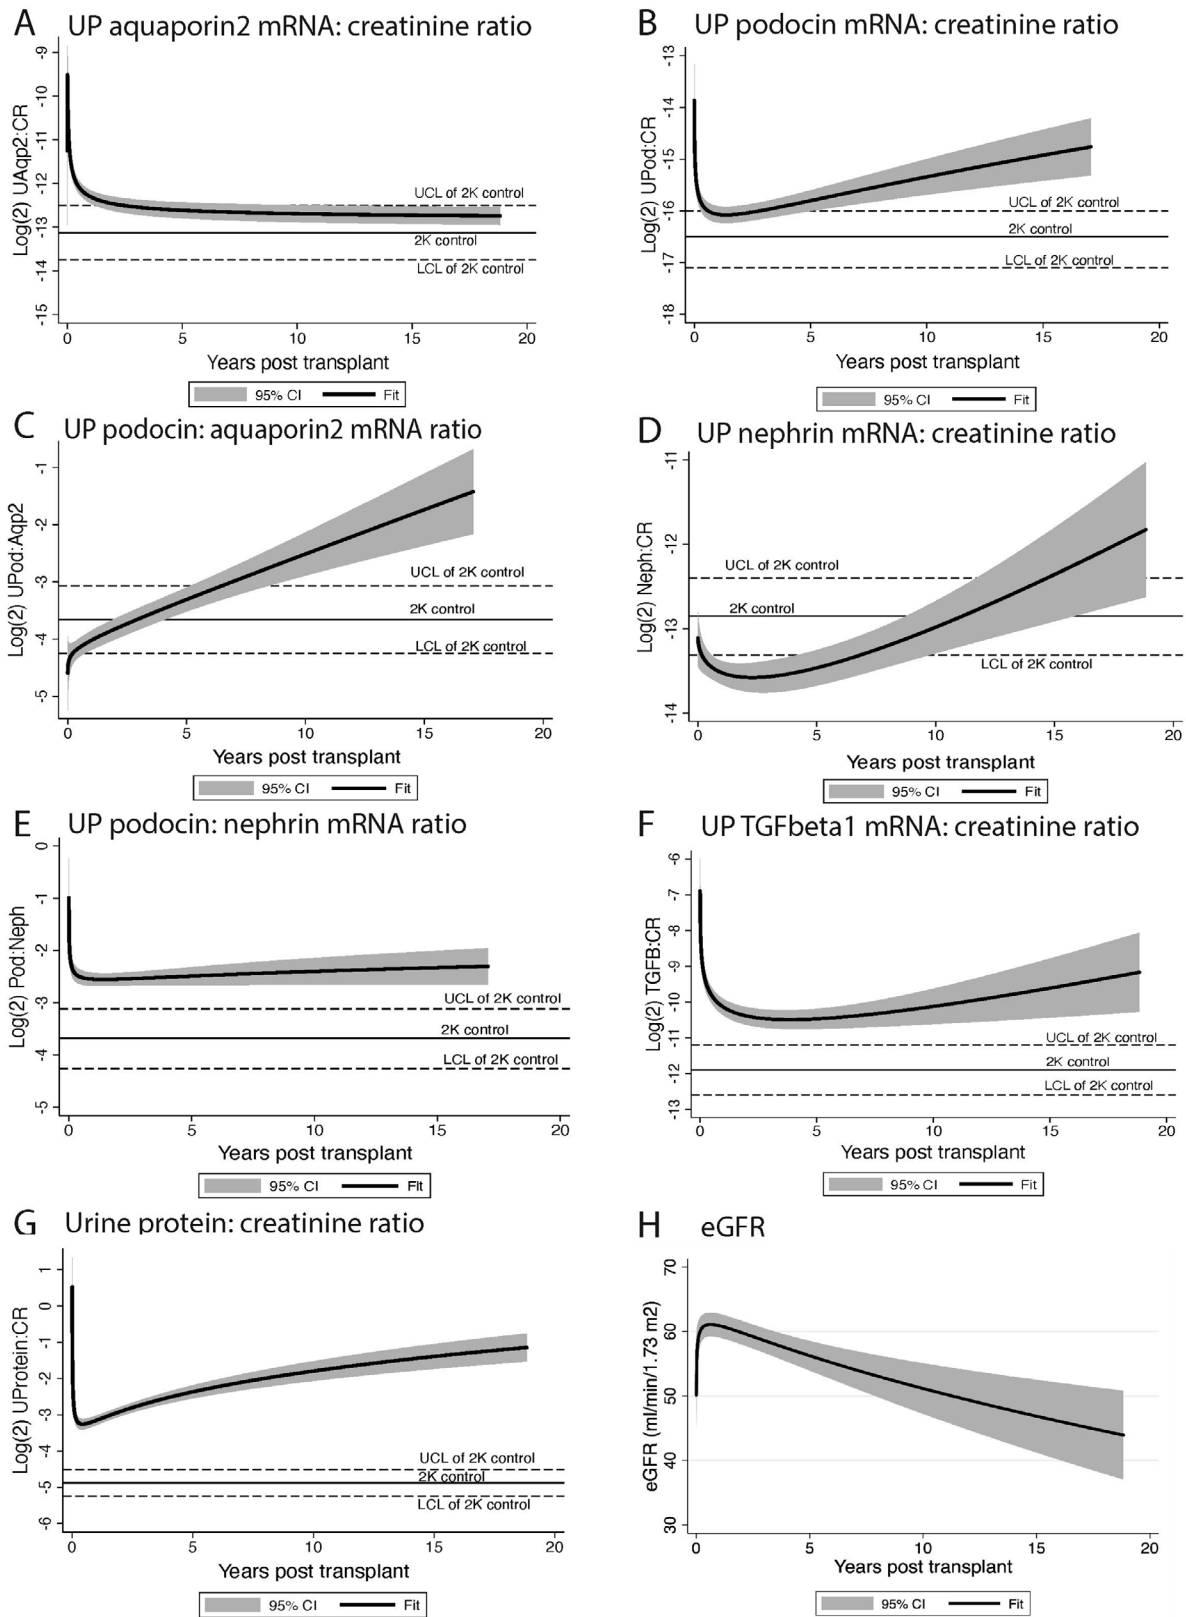 A UP aquaporin2 mRNA: creatinine ratio
Log(2) UAqp2:CR
-9
-10
-11
-12
-13
-14
-15
UCL of 2K control
2K control
LCL of 2K control
0 5 10 15 20
Years post transplant
95% CI Fit
B UP podocin mRNA: creatinine ratio
Log(2) UPod:CR
-13
-14
-15
-16
-17
-18
UCL of 2K control
2K control
LCL of 2K control
0 5 10 15 20
Years post transplant
95% CI Fit
C UP podocin: aquaporin2 mRNA ratio
Log(2) UPod:Aqp2
-1
-2
-3
-4
-5
UCL of 2K control
2K control
LCL of 2K control
0 5 10 15 20
Years post transplant
95% CI Fit
D UP nephrin mRNA: creatinine ratio
Log(2) Neph:CR
-11
-12
-13
-14
UCL of 2K control
2K control
LCL of 2K control
0 5 10 15 20
Years post transplant
95% CI Fit
E UP podocin: nephrin mRNA ratio
Log(2) Pod:Neph
0
-1
-2
-3
-4
-5
UCL of 2K control
2K control
LCL of 2K control
0 5 10 15 20
Years post transplant
95% CI Fit
F UP TGFbeta1 mRNA: creatinine ratio
Log(2) TGFB:CR
-6
-7
-8
-9
-10
-11
-12
-13
UCL of 2K control
2K control
LCL of 2K control
0 5 10 15 20
Years post transplant
95% CI Fit
G Urine protein: creatinine ratio
Log(2) UProtein:CR
1
0
-1
-2
-3
-4
-5
-6
UCL of 2K control
2K control
LCL of 2K control
0 5 10 15 20
Years post transplant
95% CI Fit
H eGFR
eGFR (ml/min/1.73 m2)
70
60
50
40
30
0 5 10 15 20
Years post transplant
95% CI Fit